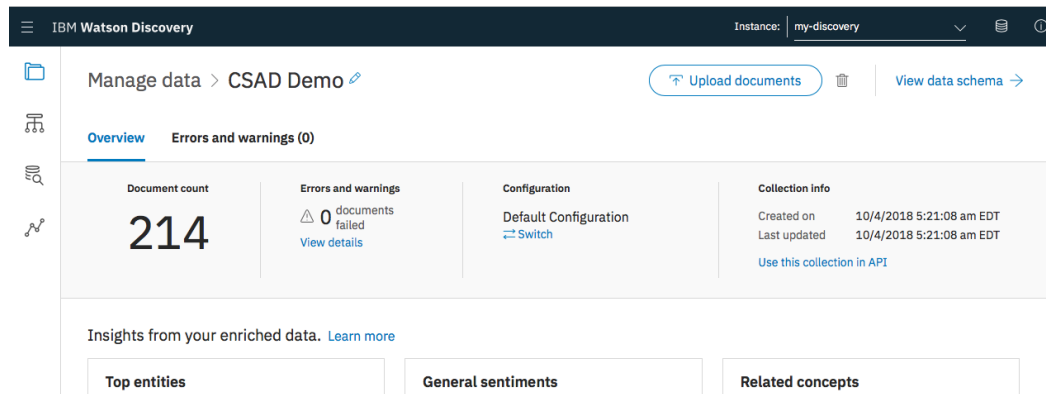 IBM Watson Discovery
Instance: my-discovery
Manage data > CSAD Demo
Upload documents
View data schema →
Overview
Errors and warnings (0)
Document count
214
Errors and warnings
0 documents failed
View details
Configuration
Default Configuration
Switch
Collection info
Created on 10/4/2018 5:21:08 am EDT
Last updated 10/4/2018 5:21:08 am EDT
Use this collection in API
Insights from your enriched data. Learn more
Top entities
General sentiments
Related concepts